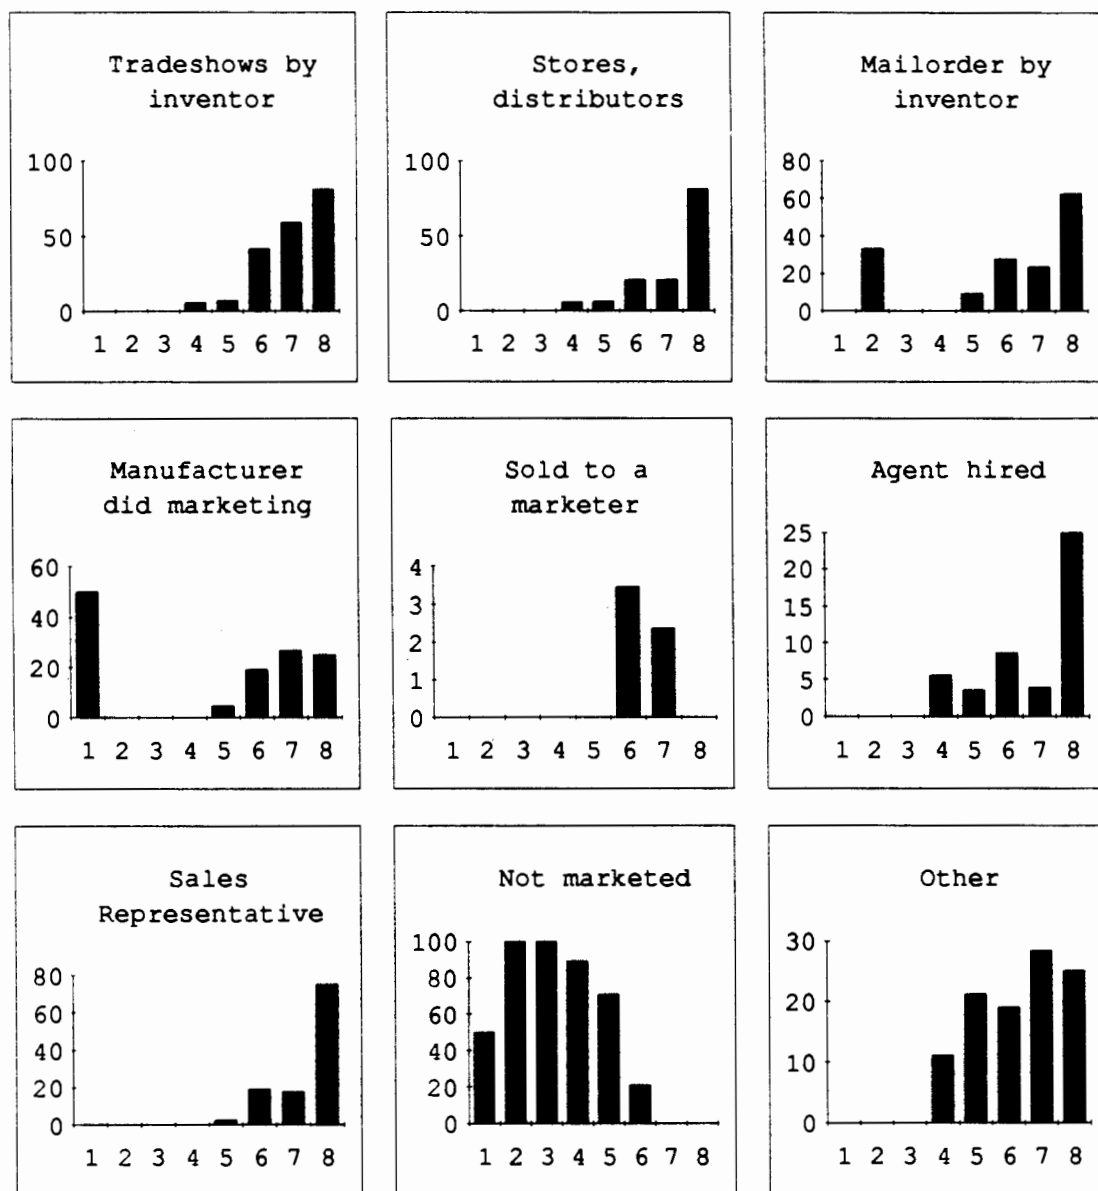 Tradeshows by
inventor
100
50
0
1 2 3 4 5 6 7 8
Stores,
distributors
100
50
0
1 2 3 4 5 6 7 8
Mailorder by
inventor
80
60
40
20
0
1 2 3 4 5 6 7 8
Manufacturer
did marketing
60
40
20
0
1 2 3 4 5 6 7 8
Sold to a
marketer
4
3
2
1
0
1 2 3 4 5 6 7 8
Agent hired
25
20
15
10
5
0
1 2 3 4 5 6 7 8
Sales
Representative
80
60
40
20
0
1 2 3 4 5 6 7 8
Not marketed
100
80
60
40
20
0
1 2 3 4 5 6 7 8
Other
30
20
10
0
1 2 3 4 5 6 7 8